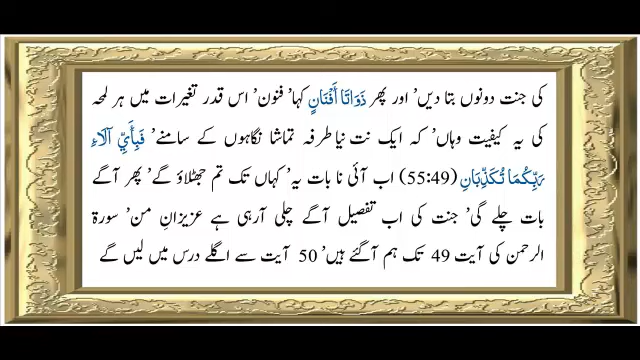 کی جنت دونوں بتا دیں' اور پھر ذَوَاتَا أَفْنَانٍ کہا' فنون' اس قدر تغیرات میں ہر لمحہ
کی یہ کیفیت وہاں' کہ ایک نت نیا طرفہ تماشا نگاہوں کے سامنے' فَبِأَيِّ آلَاءِ
رَبِّكُمَا تُكَذِّبَانِ (55:49) اب آئی نا بات یہ' کہاں تک تم جھٹلاؤ گے' پھر آگے
بات چلے گی' جنت کی اب تفصیل آگے چلی آرہی ہے عزیزانِ من' سورۃ
الرحمن کی آیت 49 تک ہم آگئے ہیں' 50 آیت سے اگلے درس میں لیں گے